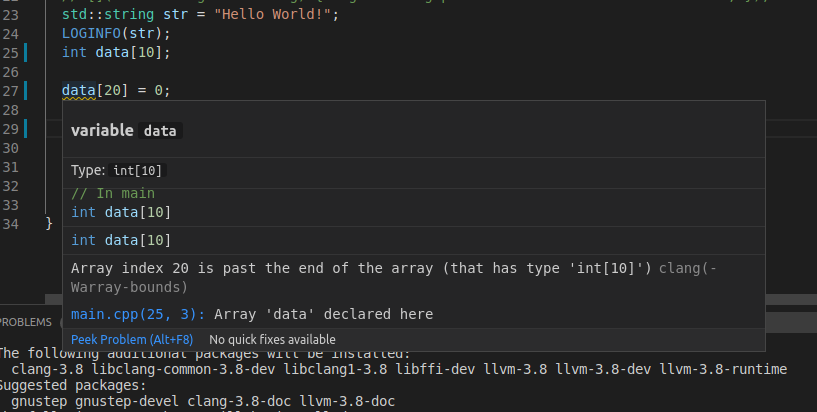 23 std::string str = "Hello World!";
24 LOGINFO(str);
25 int data[10];
26
27 data[20] = 0;
28
29
30
31
32
33
34 }
variable data
Type: int[10]
// In main
int data[10]
int data[10]
Array index 20 is past the end of the array (that has type 'int[10]') clang(-
Warray-bounds)
main.cpp(25, 3): Array 'data' declared here
Peek Problem (Alt+F8) No quick fixes available
PROBLEMS
The following additional packages will be installed:
clang-3.8 libclang-common-3.8-dev libclang1-3.8 libffi-dev llvm-3.8 llvm-3.8-dev llvm-3.8-runtime
Suggested packages:
gnustep gnustep-devel clang-3.8-doc llvm-3.8-doc